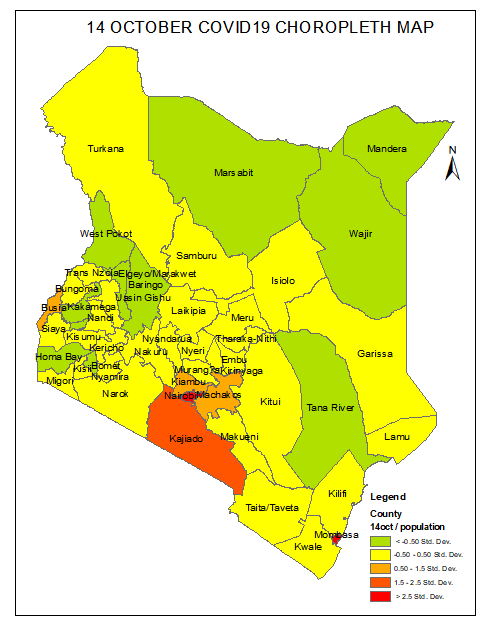 14 OCTOBER COVID19 CHOROPLETH MAP
N
Mandera
Turkana
Marsabit
Wajir
West Pokot
Samburu
Trans Nzoia
Elgeyo/Marakwet
Isiolo
Baringo
Bungoma
Uasin Gishu
Busia
Kakamega
Laikipia
Meru
Nandi
Siaya
Kisumu
Nyandarua
Tharaka-Nithi
Kericho
Nakuru
Nyeri
Garissa
Homa Bay
Embu
Bomet
Murang'a
Kirinyaga
Kisii
Nyamira
Migori
Kiambu
Narok
Nairobi
Machakos
Kitui
Tana River
Kajiado
Makueni
Lamu
Kilifi
Taita/Taveta
Mombasa
Kwale
Legend
County
14oct / population
< -0.50 Std. Dev.
-0.50 - 0.50 Std. Dev.
0.50 - 1.5 Std. Dev.
1.5 - 2.5 Std. Dev.
> 2.5 Std. Dev.